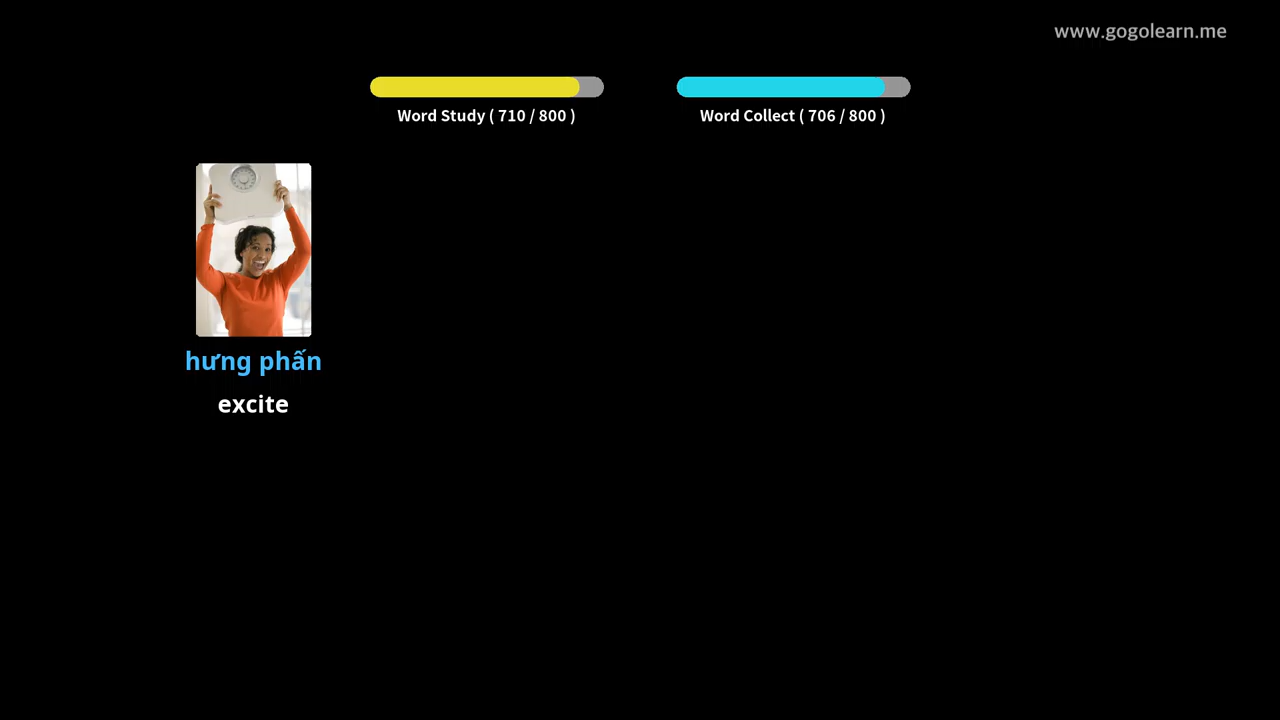 www.gogolearn.me
Word Study ( 710 / 800 )
Word Collect ( 706 / 800 )
hưng phấn
excite